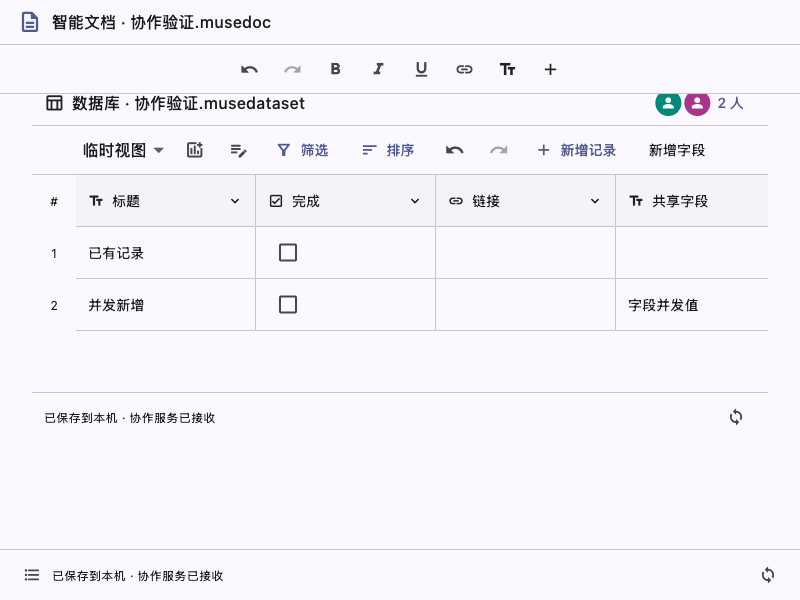 智能文档 · 协作验证.musedoc
B I U Tт +
数据库 · 协作验证.musedataset 2 人
临时视图 筛选 排序 + 新增记录 新增字段
# Tт 标题 完成 链接 Tт 共享字段
1 已有记录
2 并发新增 字段并发值
已保存到本机 · 协作服务已接收
已保存到本机 · 协作服务已接收